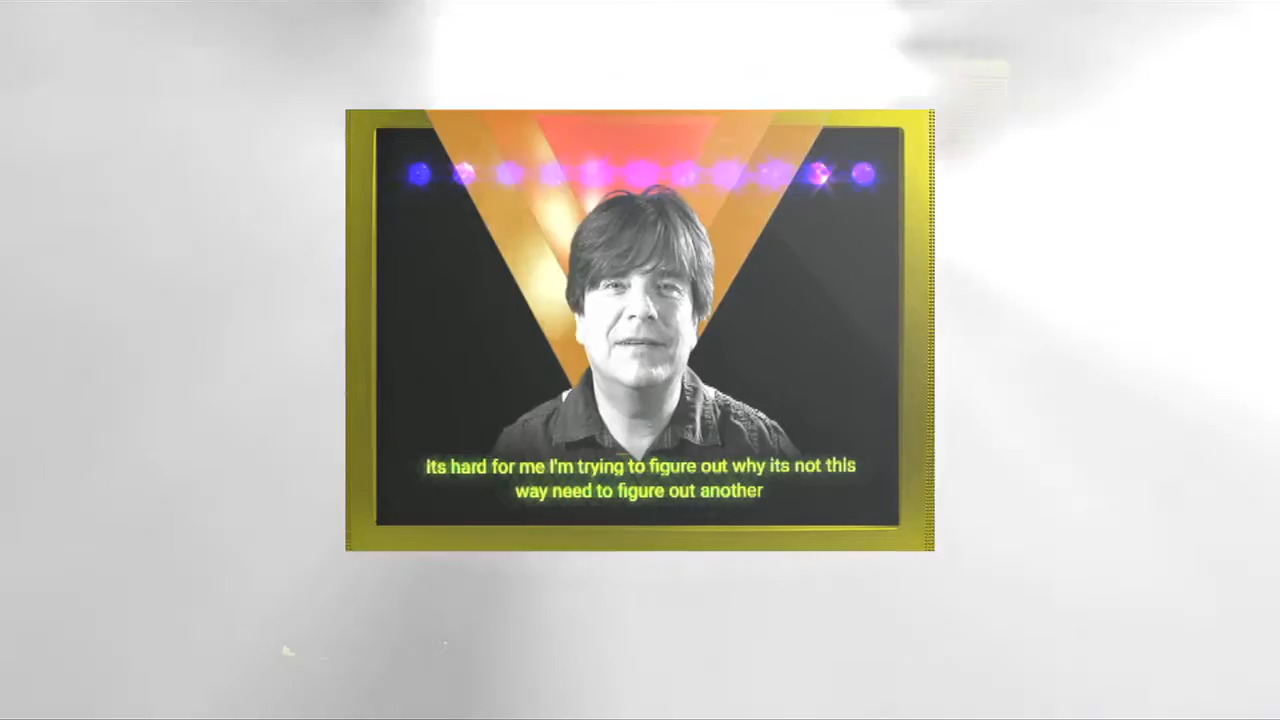 its hard for me I'm trying to figure out why its not this
way need to figure out another